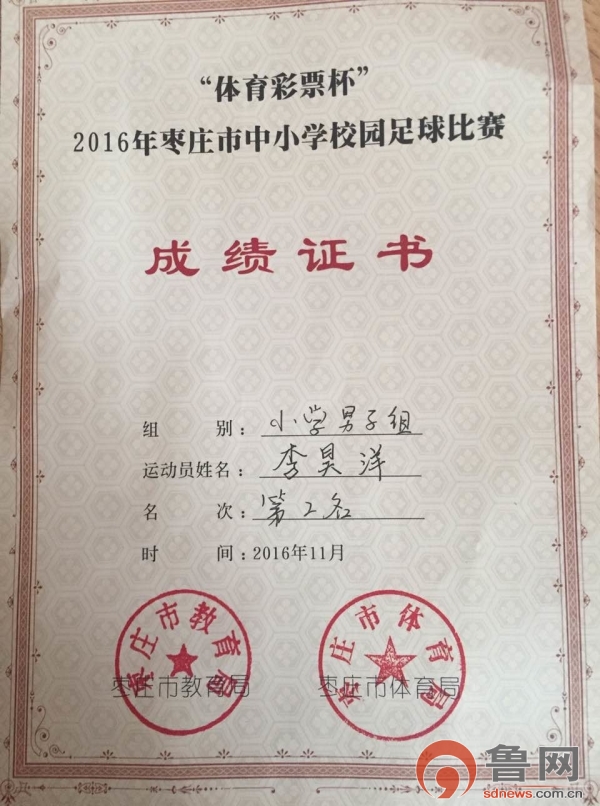 “体育彩票杯”
2016年枣庄市中小学校园足球比赛
成绩证书
组 别：小学男子组
运动员姓名：李昊洋
名 次：第2名
时 间：2016年11月
枣庄市教育局 枣庄市体育局
枣庄市教育局 枣庄市体育局
鲁网
sdnews.com.cn